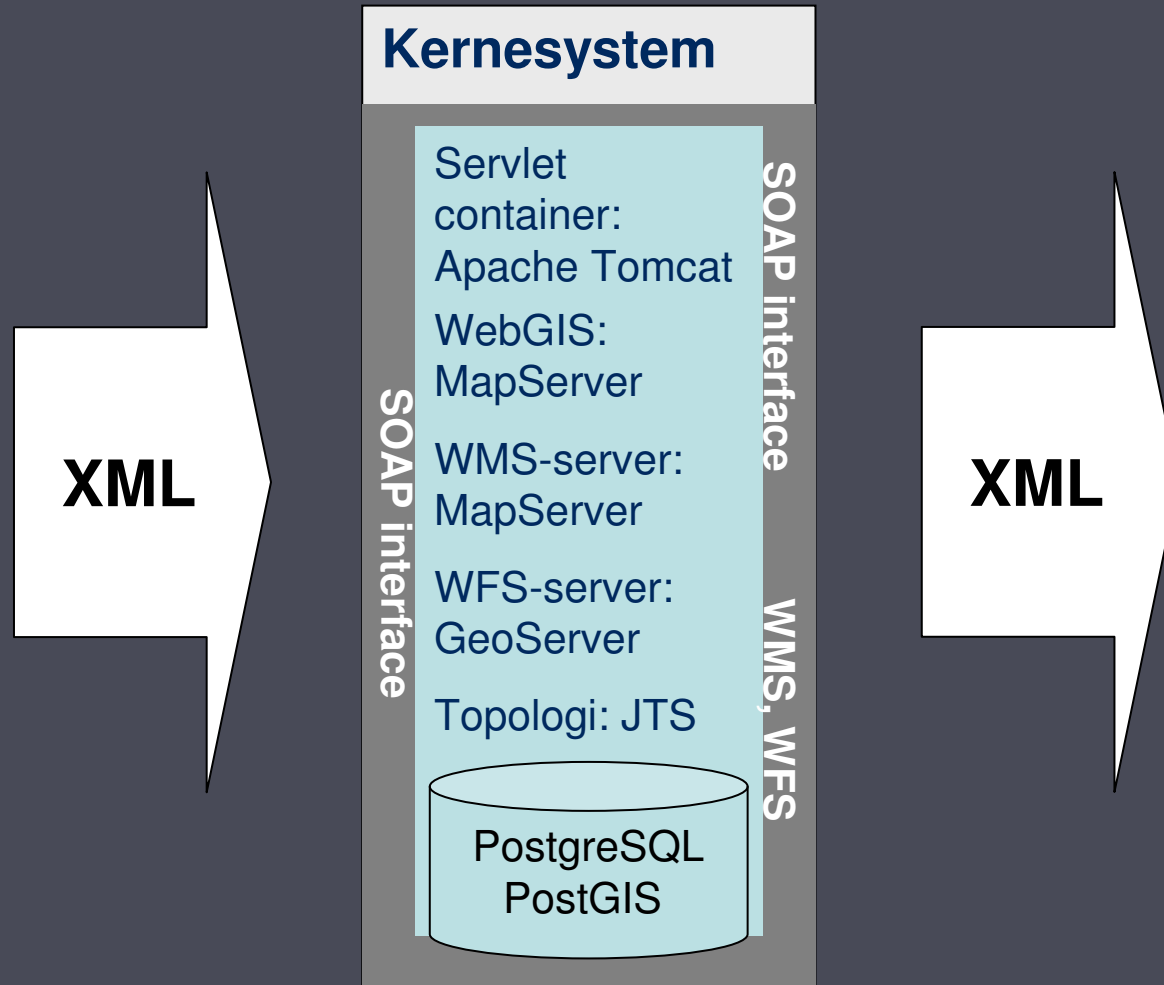 Kernesystem
XML
SOAP interface
Servlet
container:
Apache Tomcat
WebGIS:
MapServer
WMS-server:
MapServer
WFS-server:
GeoServer
Topologi: JTS
PostgreSQL
PostGIS
SOAP interface
WMS, WFS
XML